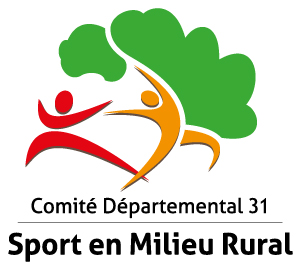 Comité Départemental 31
Sport en Milieu Rural